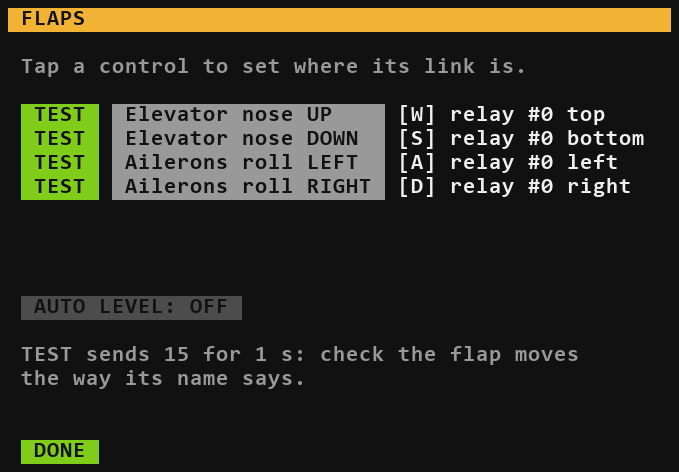 FLAPS
Tap a control to set where its link is.
TEST Elevator nose UP [W] relay #0 top
TEST Elevator nose DOWN [S] relay #0 bottom
TEST Ailerons roll LEFT [A] relay #0 left
TEST Ailerons roll RIGHT [D] relay #0 right
AUTO LEVEL: OFF
TEST sends 15 for 1 s: check the flap moves
the way its name says.
DONE